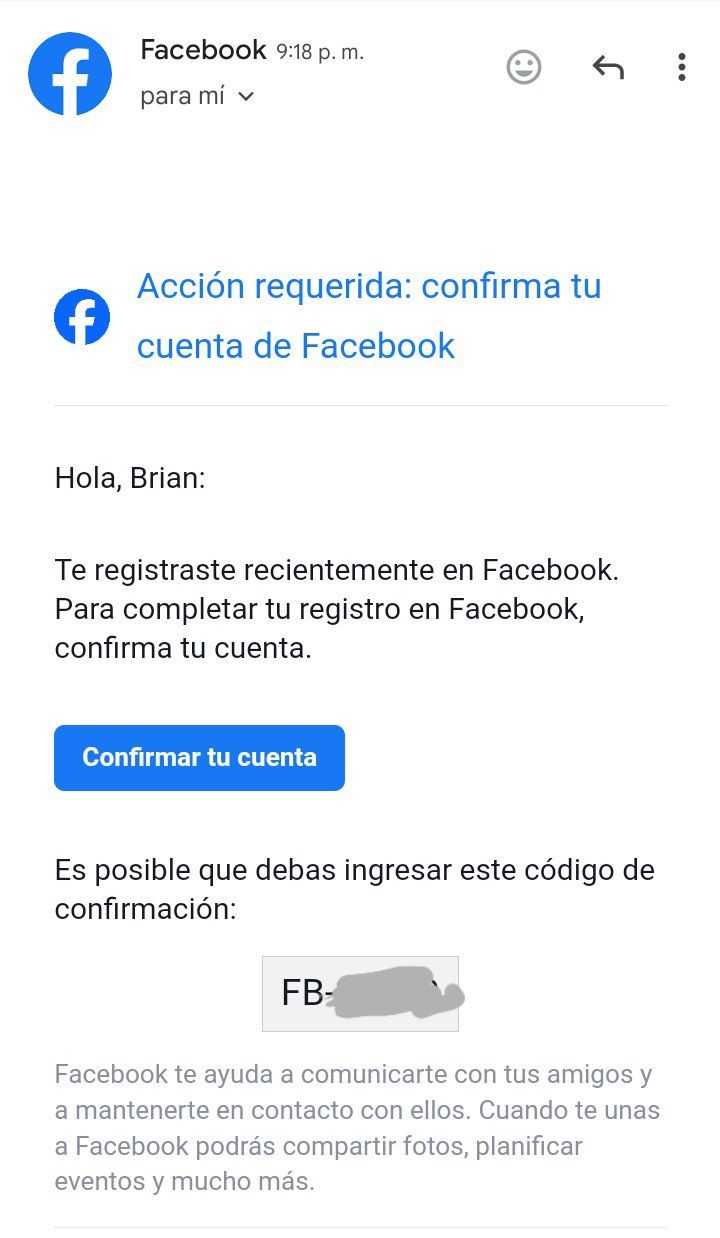 Facebook 9:18 p. m.
para mí
Acción requerida: confirma tu
cuenta de Facebook
Hola, Brian:
Te registraste recientemente en Facebook.
Para completar tu registro en Facebook,
confirma tu cuenta.
Confirmar tu cuenta
Es posible que debas ingresar este código de
confirmación:
FB-
Facebook te ayuda a comunicarte con tus amigos y
a mantenerte en contacto con ellos. Cuando te unas
a Facebook podrás compartir fotos, planificar
eventos y mucho más.